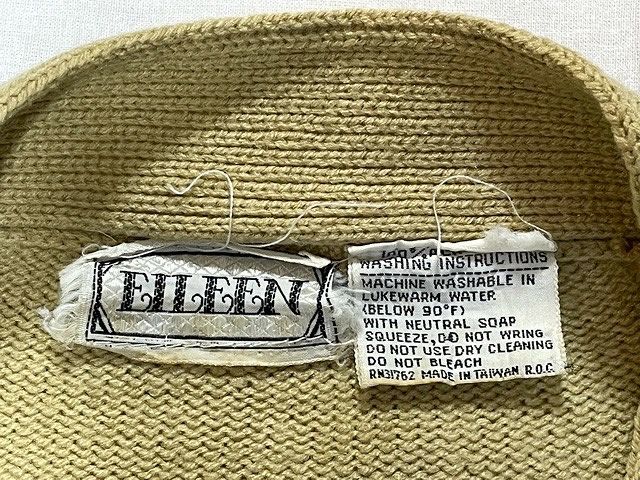 EILEEN
WASHING INSTRUCTIONS
MACHINE WASHABLE IN
LUKEWARM WATER
(BELOW 90°F)
WITH NEUTRAL SOAP
SQUEEZE, DO NOT WRING
DO NOT USE DRY CLEANING
DO NOT BLEACH
RN31762 MADE IN TAIWAN R.O.C.